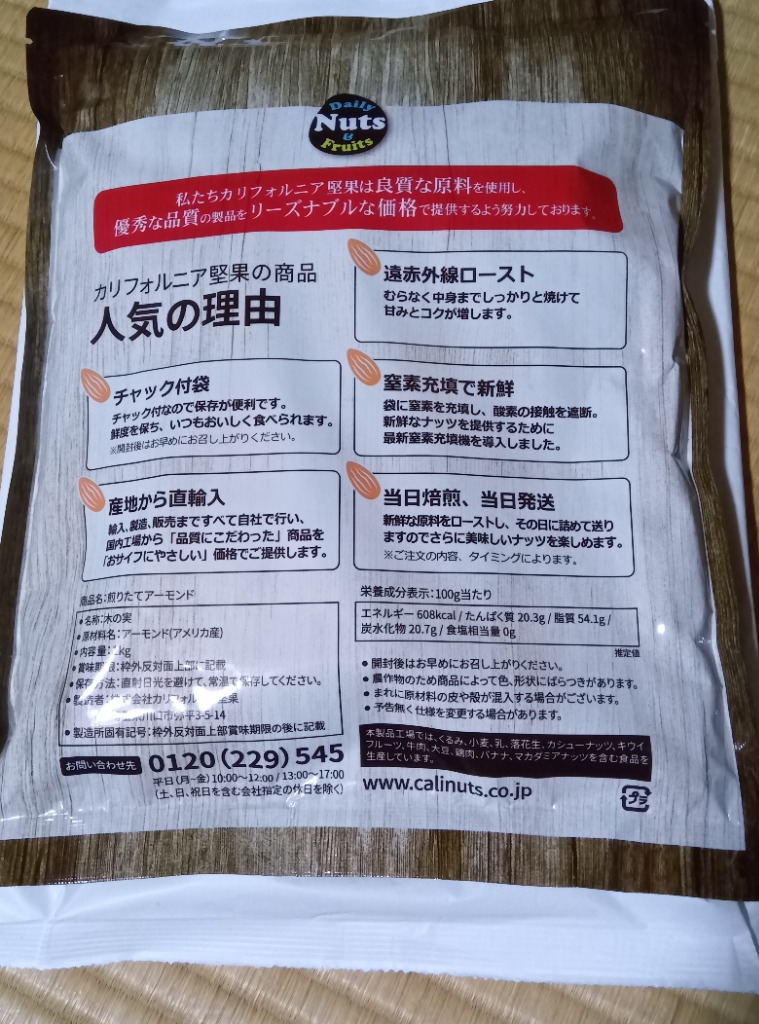 Daily
Nuts
&
Fruits
私たちカリフォルニア堅果は良質な原料を使用し、
優秀な品質の製品をリーズナブルな価格で提供するよう努力しております。
カリフォルニア堅果の商品
人気の理由
遠赤外線ロースト
むらなく中身までしっかりと焼けて
甘みとコクが増します。
チャック付袋
チャック付なので保存が便利です。
鮮度を保ち、いつもおいしく食べられます。
※開封後はお早めにお召し上がりください。
窒素充填で新鮮
袋に窒素を充填し、酸素の接触を遮断。
新鮮なナッツを提供するために
最新窒素充填機を導入しました。
産地から直輸入
輸入、製造、販売まですべて自社で行い、
国内工場から「品質にこだわった」商品を
「おサイフにやさしい」価格でご提供します。
当日焙煎、当日発送
新鮮な原料をローストし、その日に詰めて送り
ますのでさらに美味しいナッツを楽しめます。
※ご注文の内容、タイミングによります。
商品名:煎りたてアーモンド
●名称:木の実
●原材料名:アーモンド(アメリカ産)
●内容量:1kg
●賞味期限:枠外反対面上部に記載
●保存方法:直射日光を避けて、常温で保存してください。
●製造者:株式会社カリフォルニア堅果
川口市弥平3-5-14
●製造所固有記号:枠外反対面上部賞味期限の後に記載
お問い合わせ先 0120(229)545
平日(月~金)10:00~12:00 / 13:00~17:00
(土、日、祝日を含む会社指定の休日を除く)
栄養成分表示:100g当たり
エネルギー 608kcal / たんぱく質 20.3g / 脂質 54.1g /
炭水化物 20.7g / 食塩相当量 0g
推定値
●開封後はお早めにお召し上がりください。
●農作物のため商品によって色、形状にばらつきがあります。
●まれに原材料の皮や殻が混入する場合がございます。
●予告無く仕様を変更する場合があります。
本製品工場では、くるみ、小麦、乳、落花生、カシューナッツ、キウイ
フルーツ、牛肉、大豆、鶏肉、バナナ、マカダミアナッツを含む食品を
生産しています。
www.calinuts.co.jp
プラ